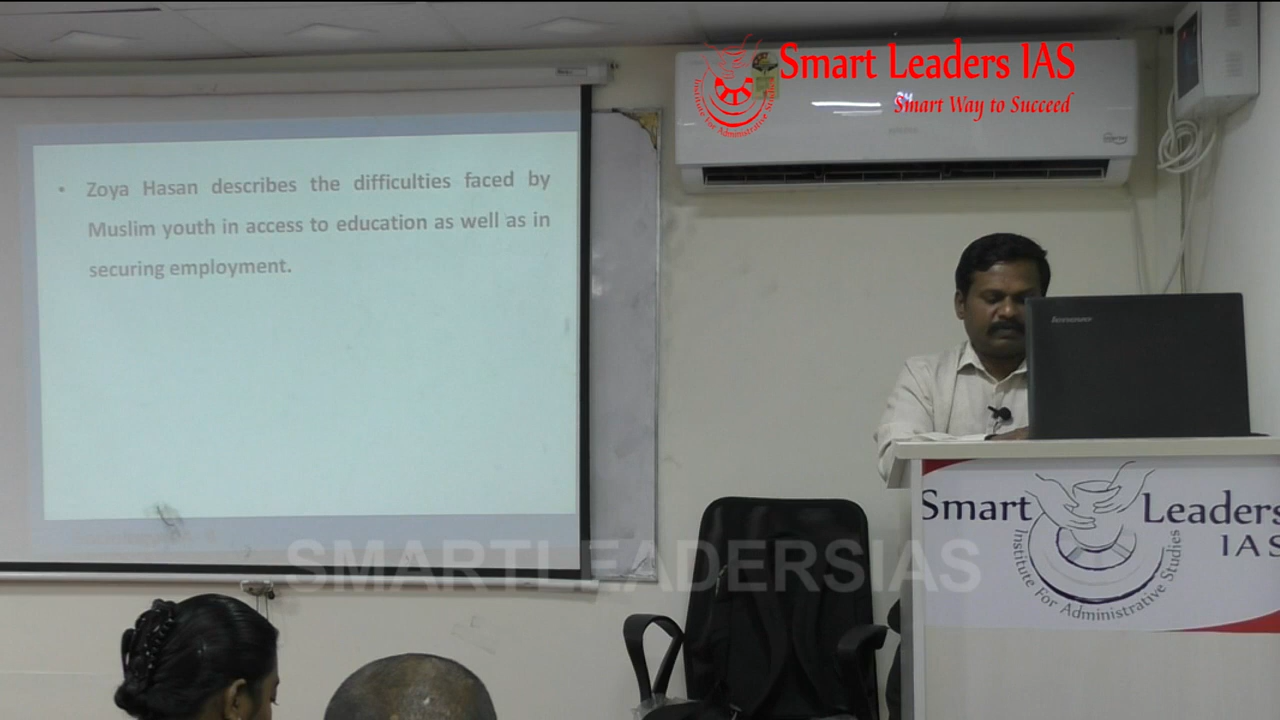 Smart Leaders IAS
Smart Way to Succeed
Institute For Administrative Studies
• Zoya Hasan describes the difficulties faced by
Muslim youth in access to education as well as in
securing employment.
lenovo
Smart Leaders
IAS
Institute For Administrative Studies
SMARTLEADERSIAS